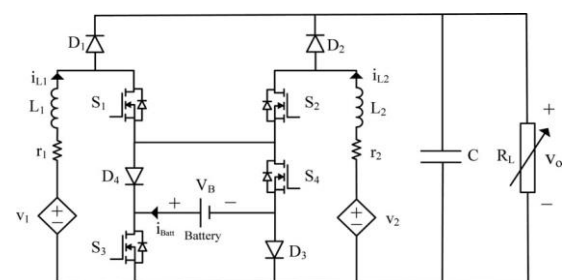 D1 D2
iL1 iL2
L1 S1 S2 L2
r1 r2
D4 S4 C RL + vo −
VB
v1 + − + − v2 + −
iBatt Battery
S3 D3